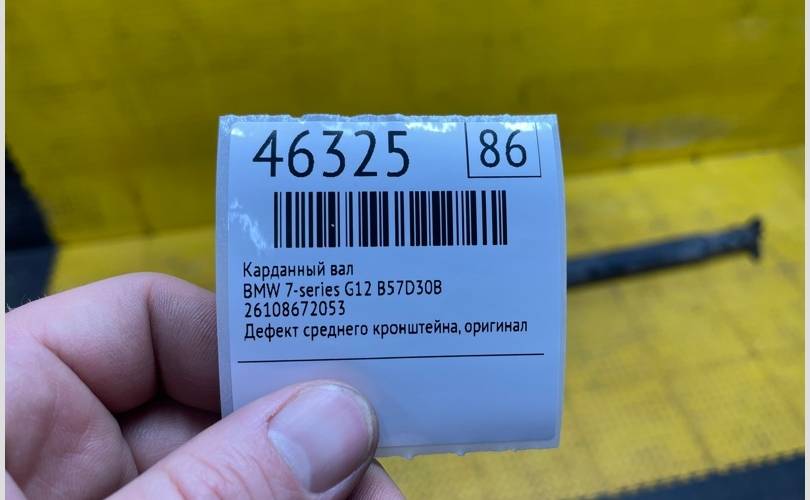 46325
86
Карданный вал
BMW 7-series G12 B57D30B
26108672053
Дефект среднего кронштейна, оригинал